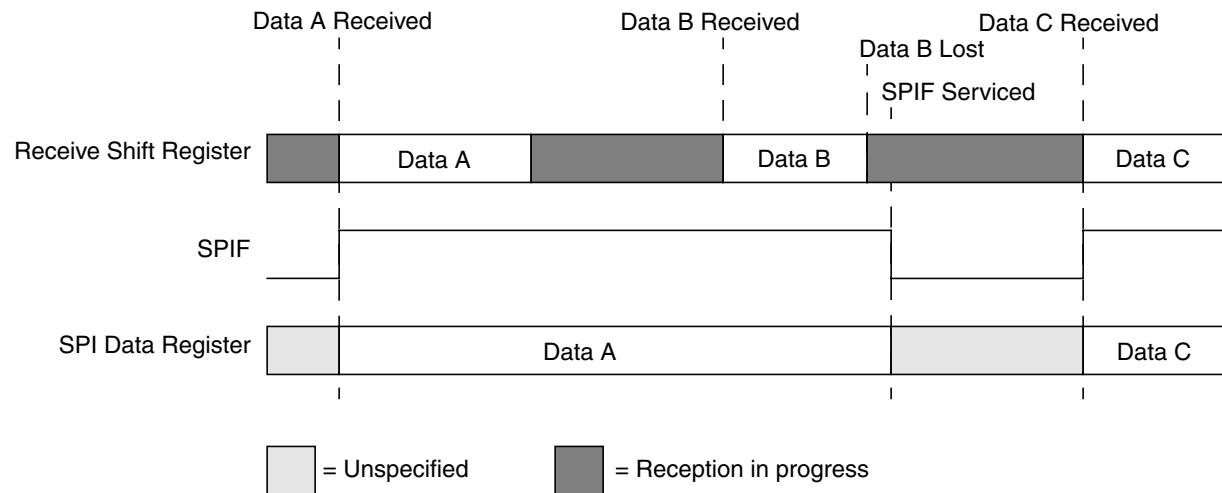 Data A Received
Data B Received
Data C Received
Data B Lost
SPIF Serviced
Receive Shift Register
Data A
Data B
Data C
SPIF
SPI Data Register
Data A
Data C
= Unspecified
= Reception in progress